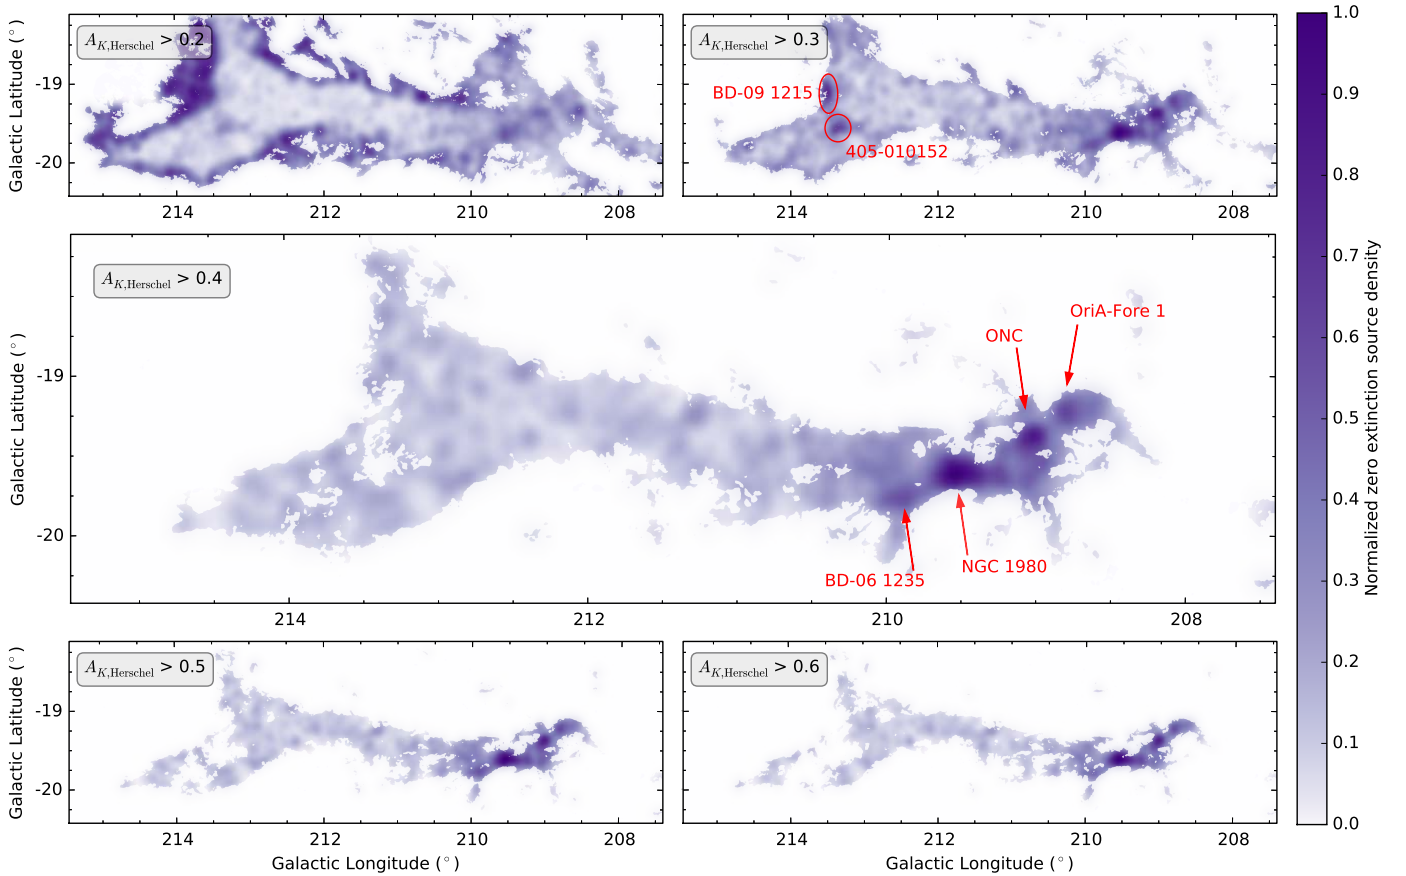 A_K,Herschel > 0.2
A_K,Herschel > 0.3
BD-09 1215
405-010152
Galactic Latitude (°)
-19
-20
214
212
210
208
214
212
210
208
A_K,Herschel > 0.4
OriA-Fore 1
ONC
BD-06 1235
NGC 1980
Galactic Latitude (°)
-19
-20
214
212
210
208
A_K,Herschel > 0.5
A_K,Herschel > 0.6
Galactic Latitude (°)
-19
-20
214
212
210
208
214
212
210
208
Galactic Longitude (°)
Galactic Longitude (°)
1.0
0.9
0.8
0.7
0.6
0.5
0.4
0.3
0.2
0.1
0.0
Normalized zero extinction source density